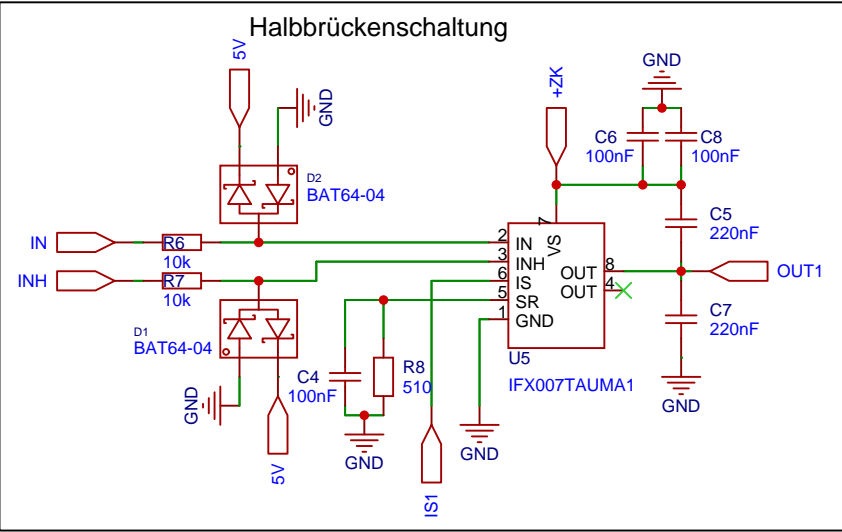 Halbbrückenschaltung
5V
GND
D2
BAT64-04
+ZK
GND
C6
100nF
C8
100nF
IN
R6
10k
INH
R7
10k
2
IN
3
INH
6
IS
5
SR
1
GND
7
VS
OUT
8
OUT
4
U5
IFX007TAUMA1
C5
220nF
OUT1
C7
220nF
GND
D1
BAT64-04
GND
5V
C4
100nF
R8
510
GND
IS1
GND